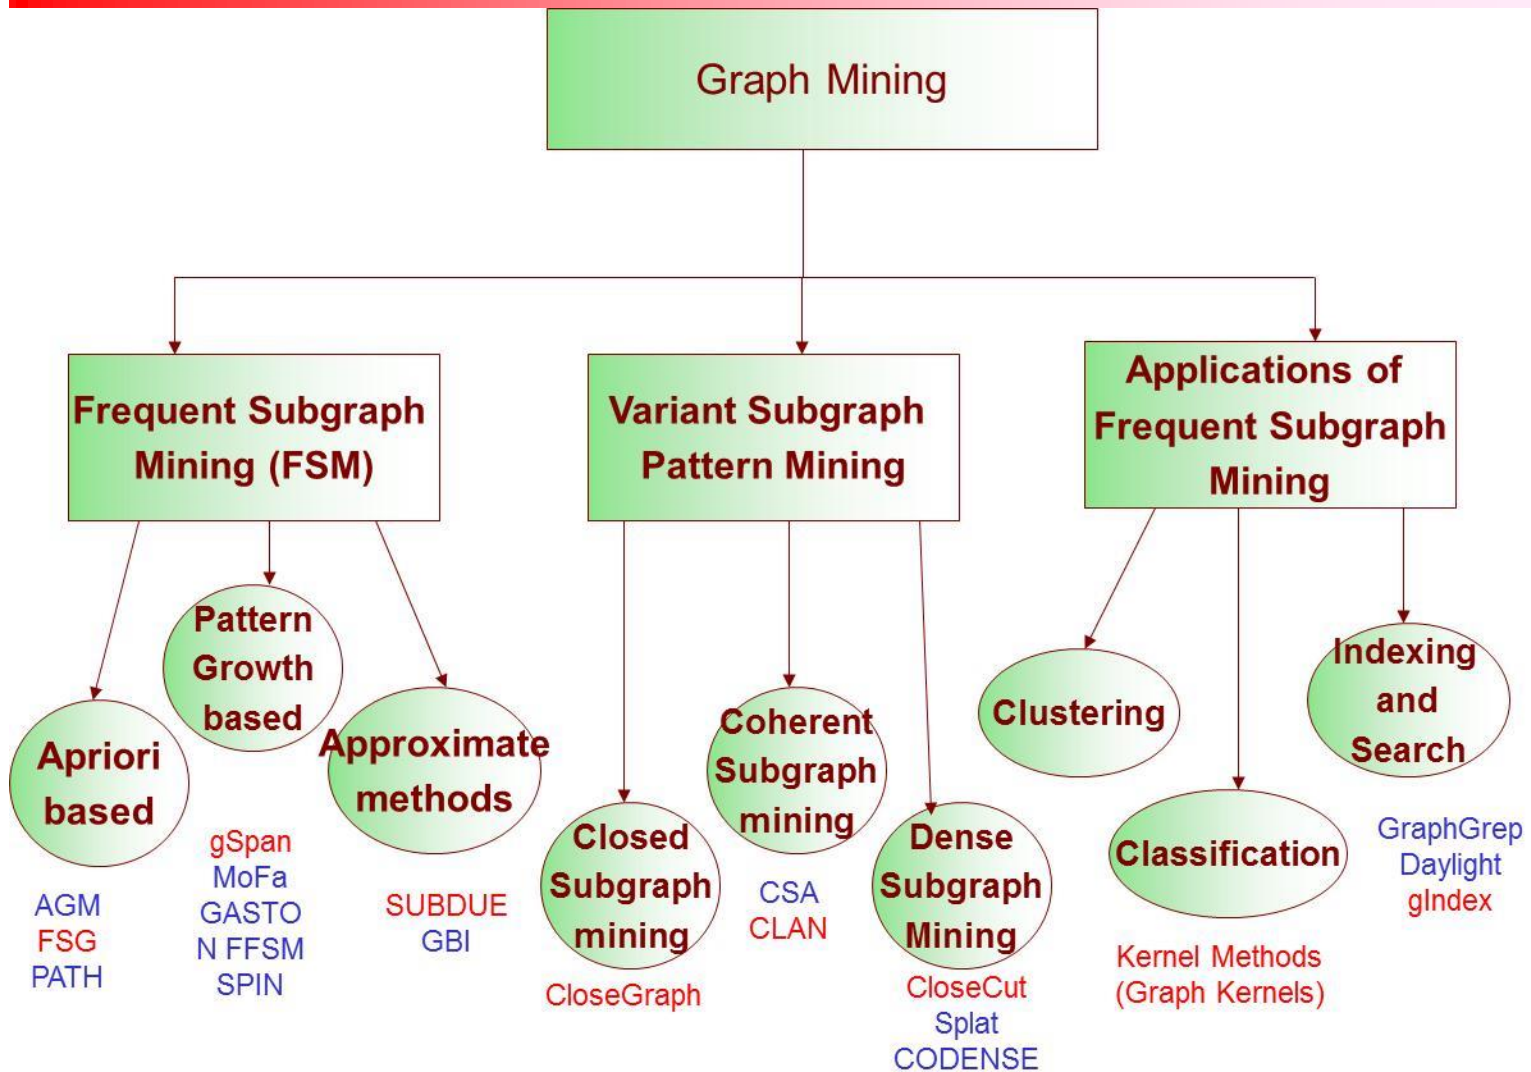 Graph Mining
Frequent Subgraph
Mining (FSM)
Variant Subgraph
Pattern Mining
Applications of
Frequent Subgraph
Mining
Apriori
based
AGM
FSG
PATH
Pattern
Growth
based
gSpan
MoFa
GASTO
N FFSM
SPIN
Approximate
methods
SUBDUE
GBI
Closed
Subgraph
mining
CloseGraph
Coherent
Subgraph
mining
CSA
CLAN
Dense
Subgraph
Mining
CloseCut
Splat
CODENSE
Clustering
Classification
Kernel Methods
(Graph Kernels)
Indexing
and
Search
GraphGrep
Daylight
gIndex